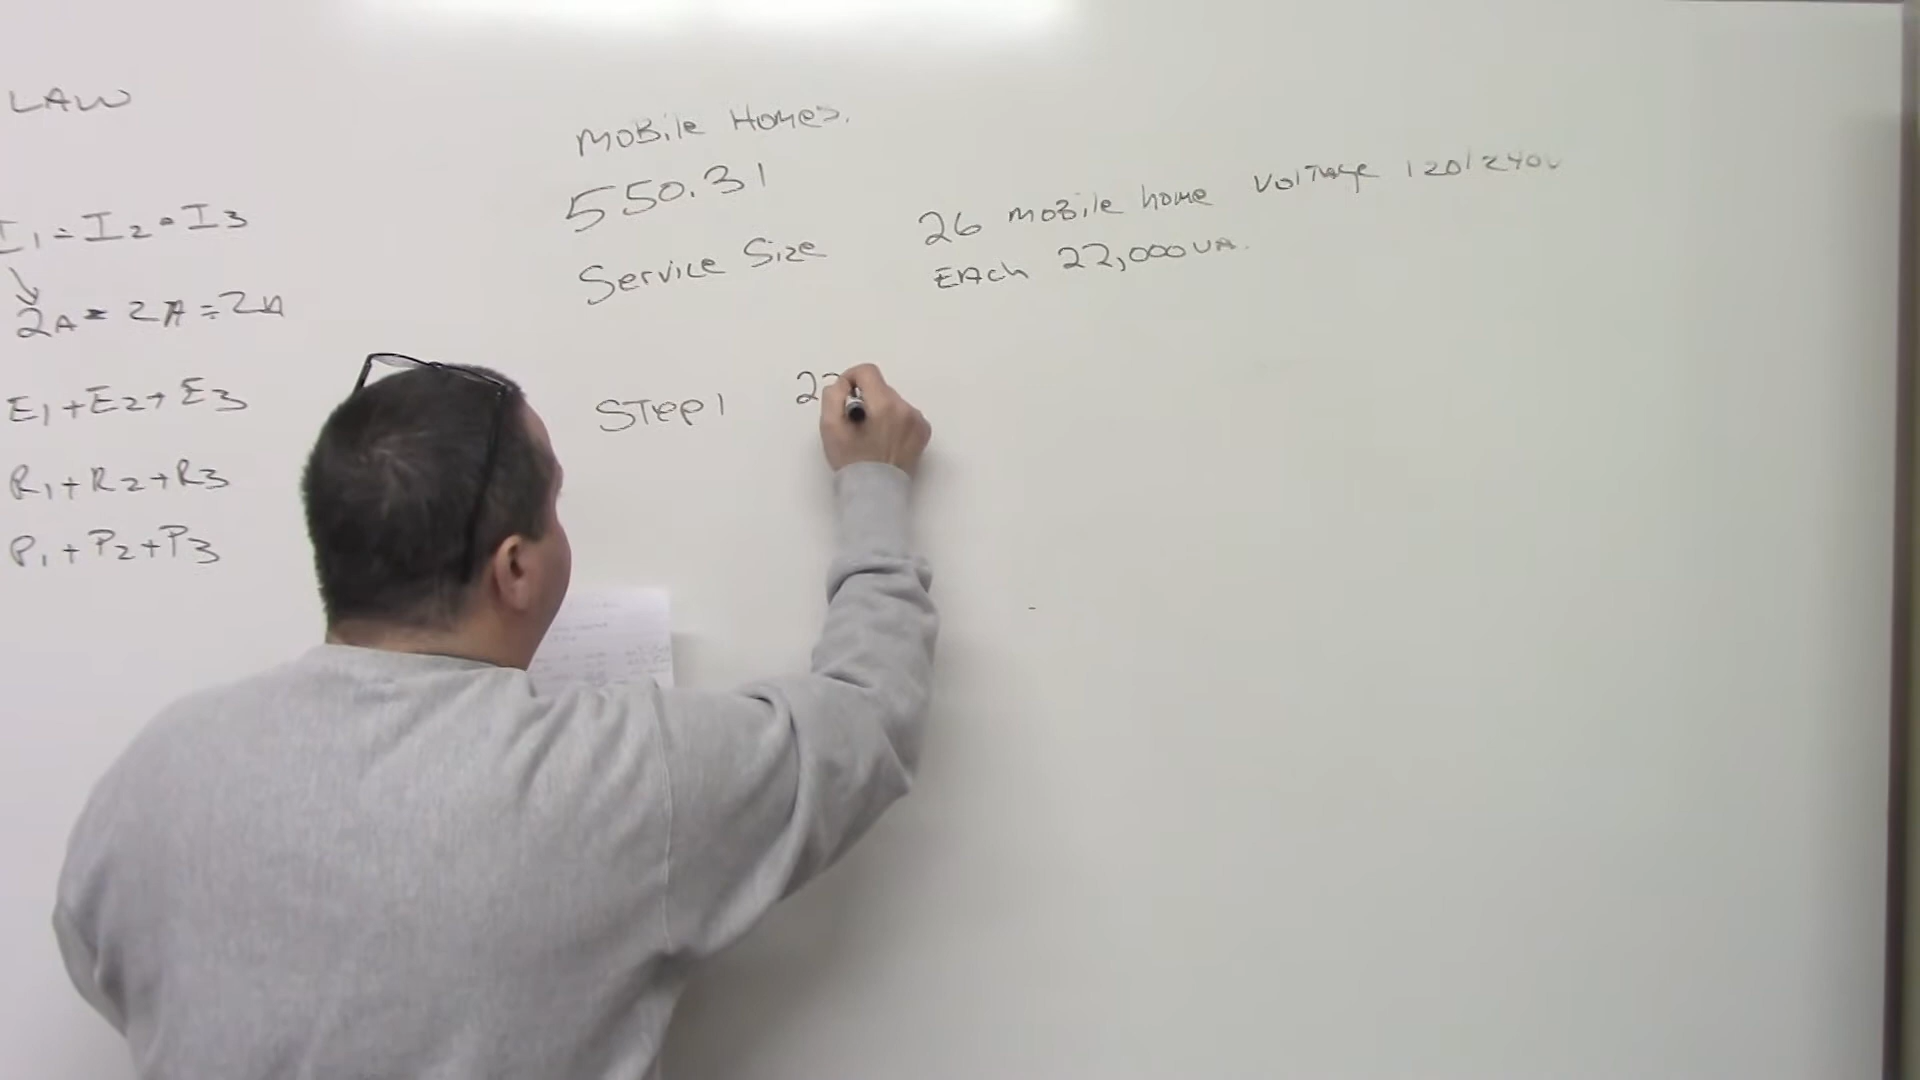 LAW
I1 = I2 = I3
2A = 2A = 2A
E1 + E2 + E3
R1 + R2 + R3
P1 + P2 + P3
Mobile Homes.
550.31
Service Size
26 mobile home Voltage 120/240V
Each 22,000VA.
Step 1 22